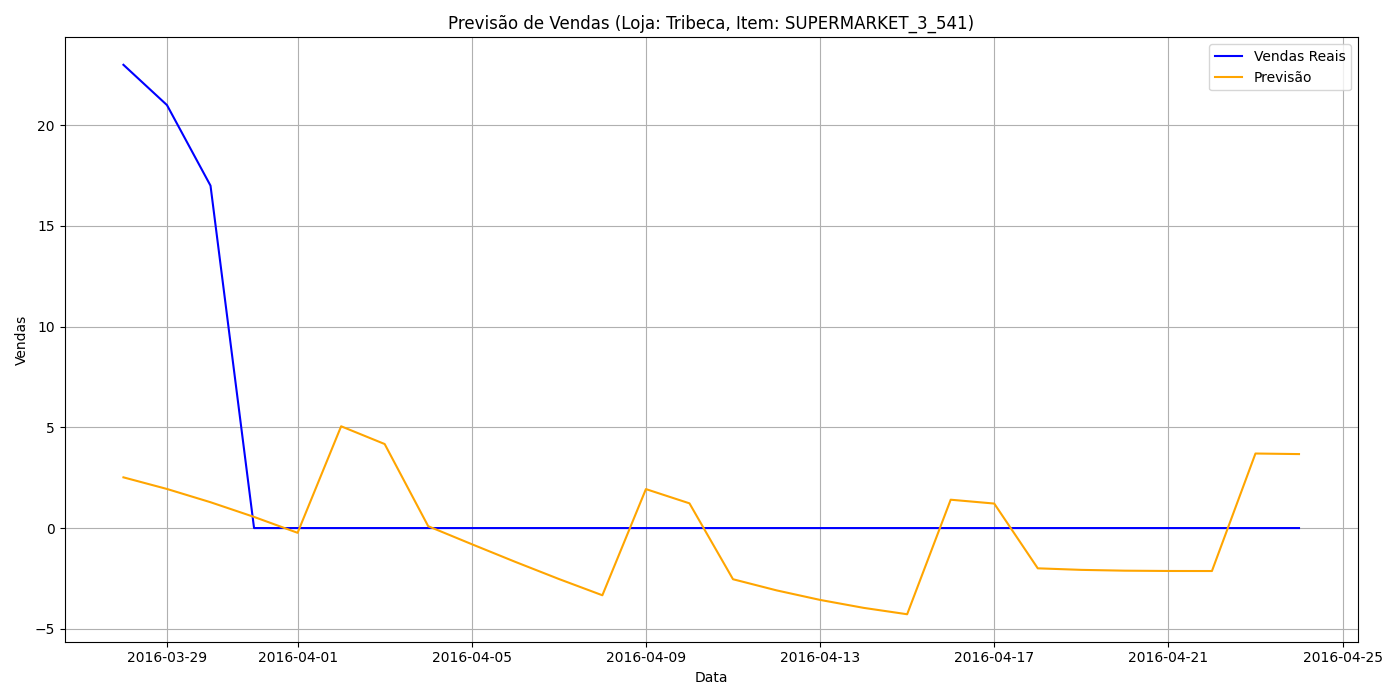 Previsão de Vendas (Loja: Tribeca, Item: SUPERMARKET_3_541)
Vendas Reais
Previsão
Vendas
20
15
10
5
0
−5
2016-03-29
2016-04-01
2016-04-05
2016-04-09
2016-04-13
2016-04-17
2016-04-21
2016-04-25
Data